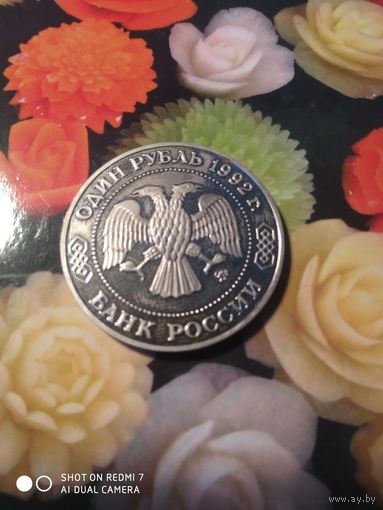 ОДИН РУБЛЬ 1992 г.
БАНК РОССИИ
SHOT ON REDMI 7
AI DUAL CAMERA
www.ay.by